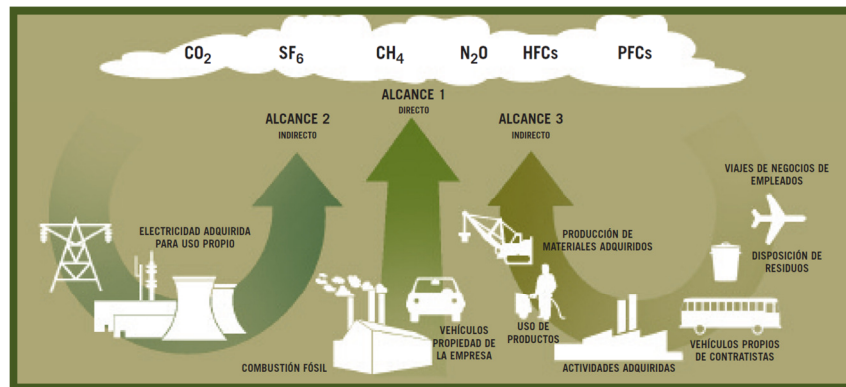 CO2 SF6 CH4 N2O HFCs PFCs
ALCANCE 1
DIRECTO
ALCANCE 2
INDIRECTO
ALCANCE 3
INDIRECTO
VIAJES DE NEGOCIOS DE
EMPLEADOS
ELECTRICIDAD ADQUIRIDA
PARA USO PROPIO
PRODUCCIÓN DE
MATERIALES ADQUIRIDOS
DISPOSICIÓN DE
RESIDUOS
COMBUSTIÓN FÓSIL
VEHÍCULOS
PROPIEDAD DE
LA EMPRESA
USO DE
PRODUCTOS
ACTIVIDADES ADQUIRIDAS
VEHÍCULOS PROPIOS
DE CONTRATISTAS